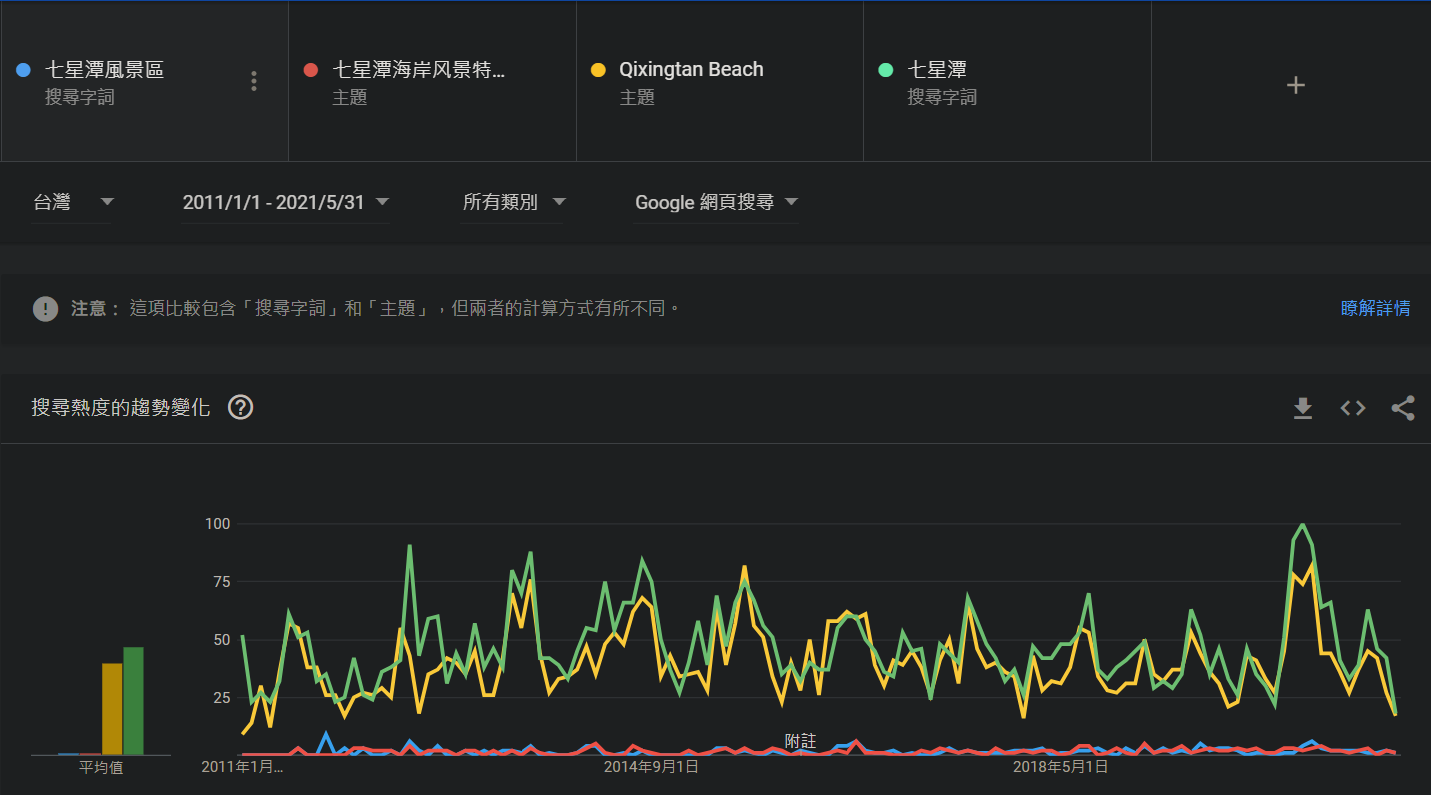 七星潭風景區
搜尋字詞
七星潭海岸风景特...
主題
Qixingtan Beach
主題
七星潭
搜尋字詞
+
台灣
2011/1/1 - 2021/5/31
所有類別
Google 網頁搜尋
注意： 這項比較包含「搜尋字詞」和「主題」，但兩者的計算方式有所不同。
瞭解詳情
搜尋熱度的趨勢變化
100
75
50
25
附註
平均值
2011年1月...
2014年9月1日
2018年5月1日